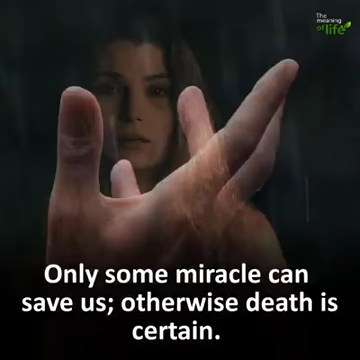 The
meaning
of life
Only some miracle can
save us; otherwise death is
certain.